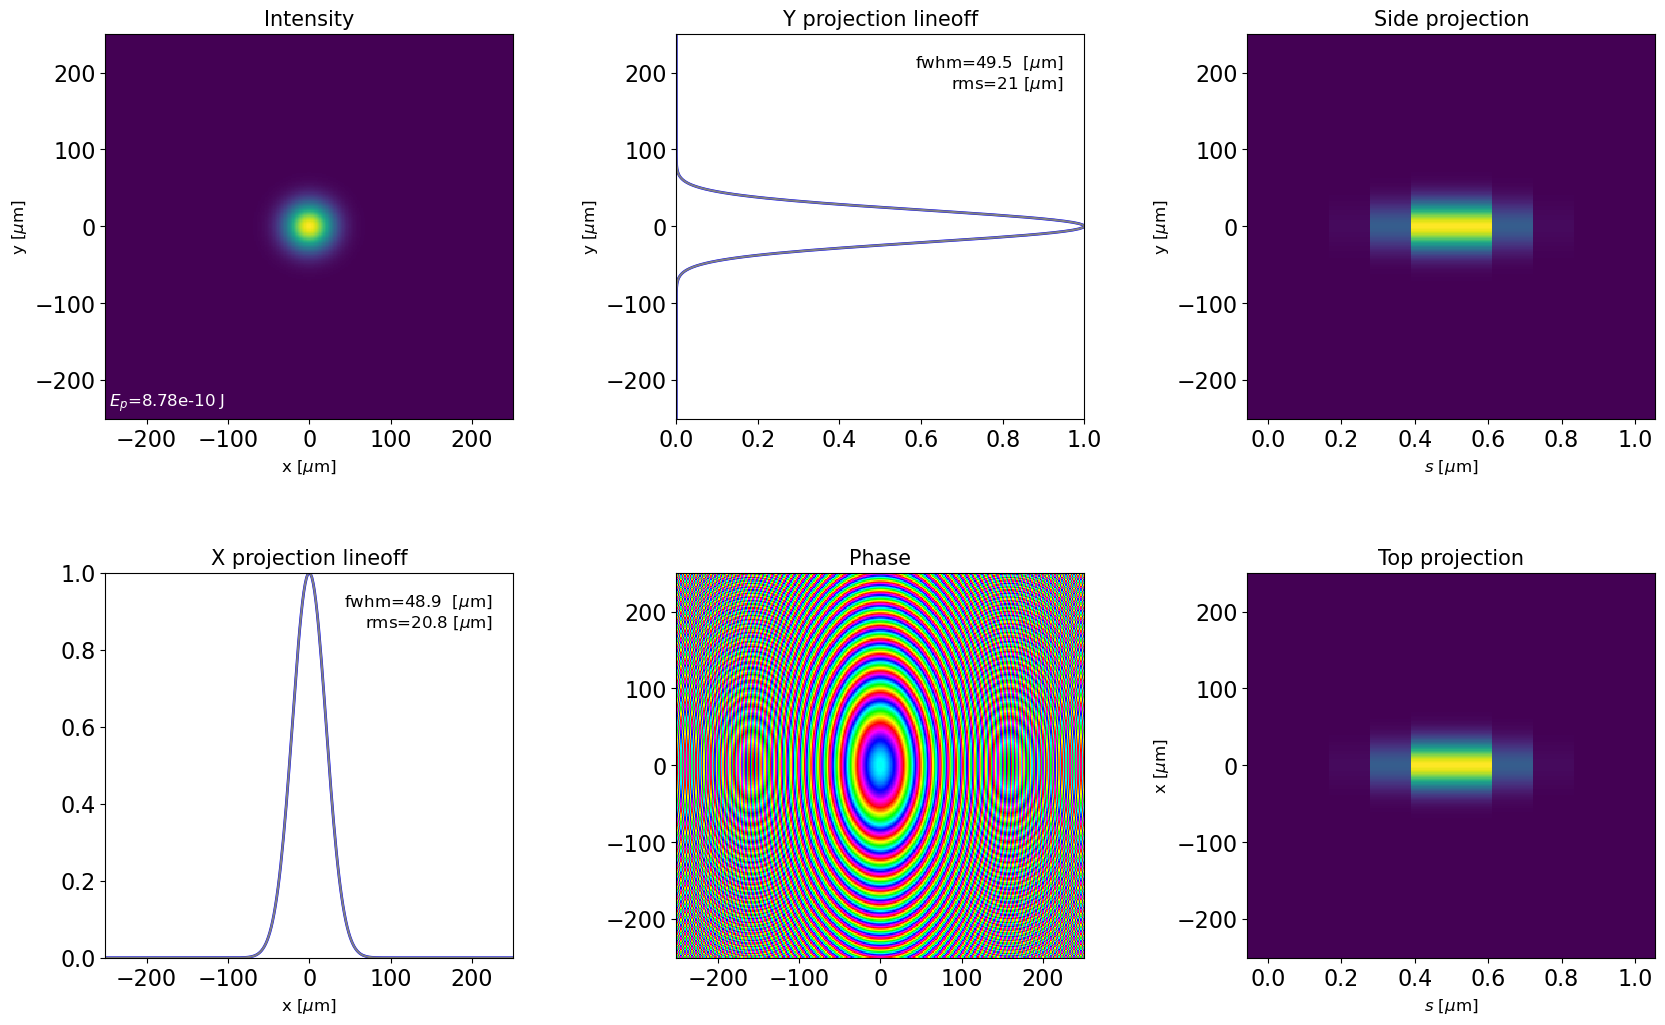 Intensity
y [μm]
200
100
0
−100
−200
E_p=8.78e-10 J
−200 −100 0 100 200
x [μm]
Y projection lineoff
fwhm=49.5 [μm]
rms=21 [μm]
y [μm]
200
100
0
−100
−200
0.0 0.2 0.4 0.6 0.8 1.0
Side projection
y [μm]
200
100
0
−100
−200
0.0 0.2 0.4 0.6 0.8 1.0
s [μm]
X projection lineoff
fwhm=48.9 [μm]
rms=20.8 [μm]
1.0
0.8
0.6
0.4
0.2
0.0
−200 −100 0 100 200
x [μm]
Phase
200
100
0
−100
−200
−200 −100 0 100 200
Top projection
x [μm]
200
100
0
−100
−200
0.0 0.2 0.4 0.6 0.8 1.0
s [μm]